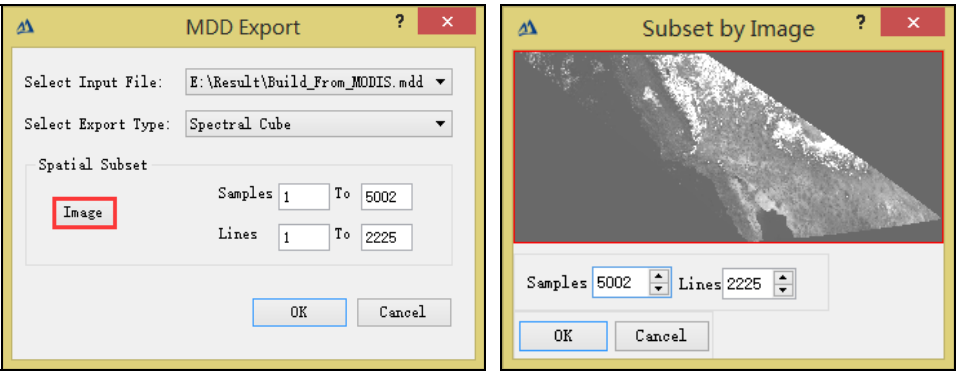 MDD Export
?
×
Select Input File: E:\Result\Build_From_MODIS.mdd
Select Export Type: Spectral Cube
Spatial Subset
Image
Samples 1 To 5002
Lines 1 To 2225
OK Cancel
Subset by Image
?
×
Samples 5002 Lines 2225
OK Cancel